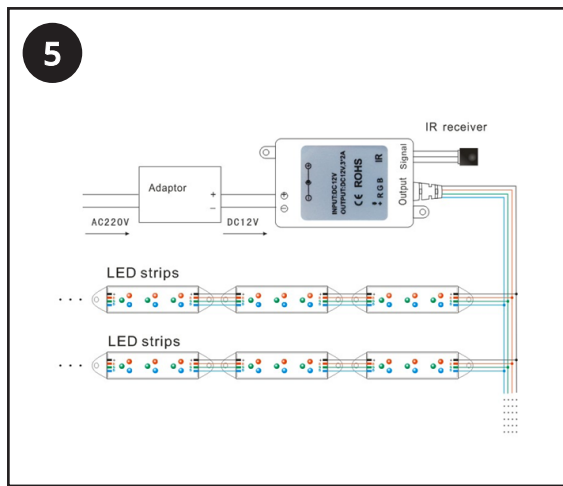 5
IR receiver
Adaptor
+
−
AC220V
DC12V
INPUT:DC12V
OUTPUT:DC12V,3*2A
CE ROHS
R G B
IR
Output
Signal
LED strips
LED strips